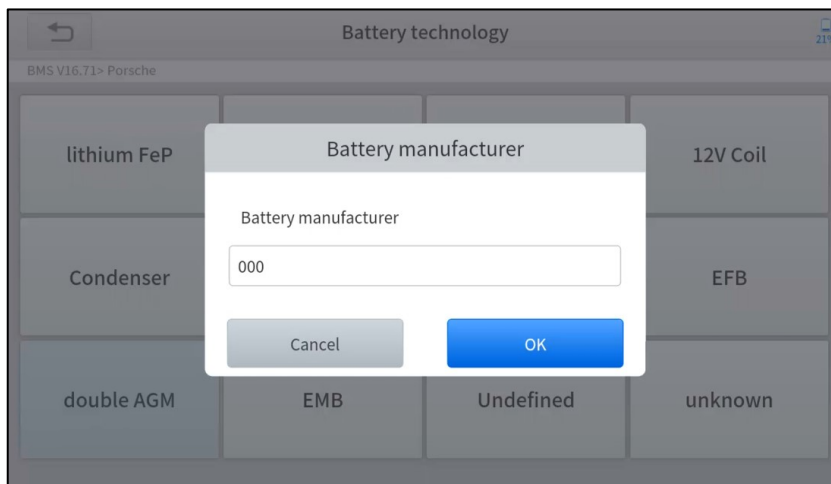 Battery technology
21%
BMS V16.71> Porsche
lithium FeP
12V Coil
Battery manufacturer
Battery manufacturer
000
Condenser
EFB
Cancel
OK
double AGM
EMB
Undefined
unknown